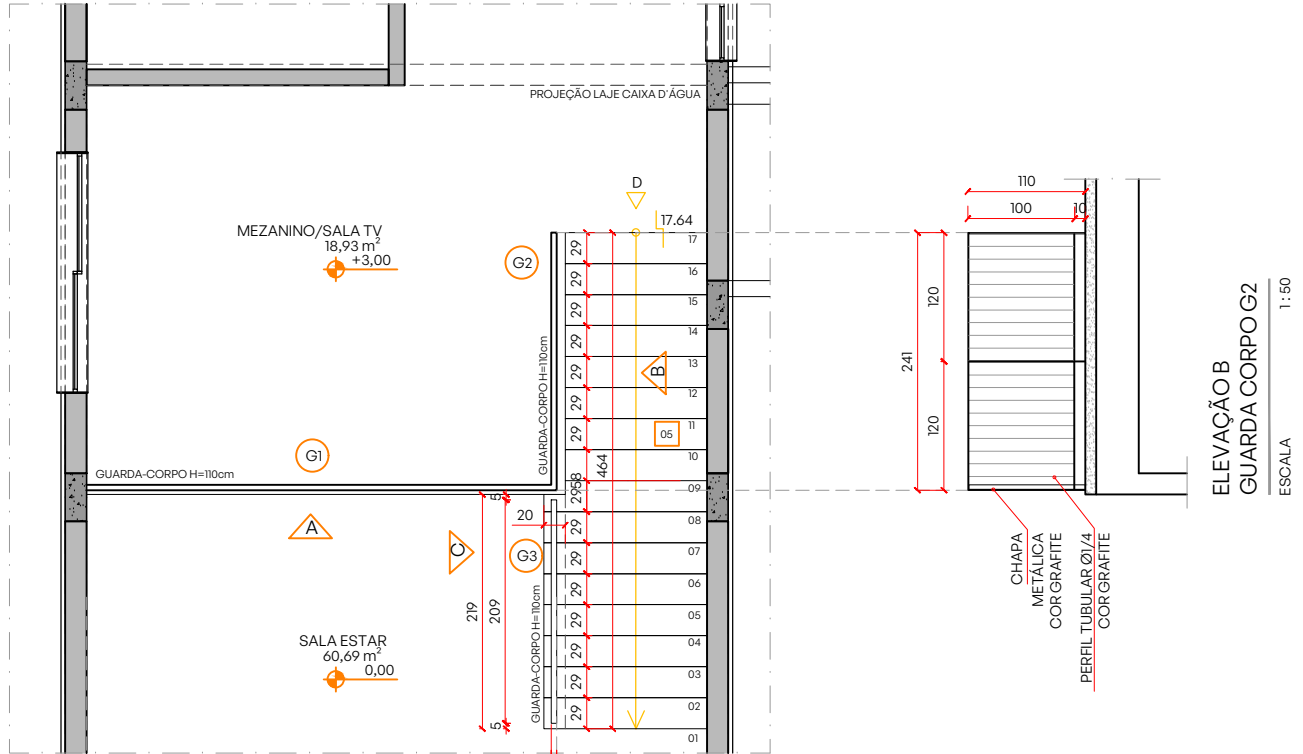 PROJEÇÃO LAJE CAIXA D'ÁGUA
D
17.64
MEZANINO/SALA TV
18,93 m²
+3,00
G2
17
16
15
14
13
12
11
10
09
08
07
06
05
04
03
02
01
29
29
29
29
29
29
29
29
2958
29
29
29
29
29
29
29
464
B
05
GUARDA-CORPO H=110cm
G1
GUARDA-CORPO H=110cm
A
C
5
20
G3
219
209
GUARDA-CORPO H=110cm
5
SALA ESTAR
60,69 m²
0,00
110
100
10
120
241
120
CHAPA
METÁLICA
COR GRAFITE
PERFIL TUBULAR Ø1/4
COR GRAFITE
ELEVAÇÃO B
GUARDA CORPO G2
ESCALA
1 : 50